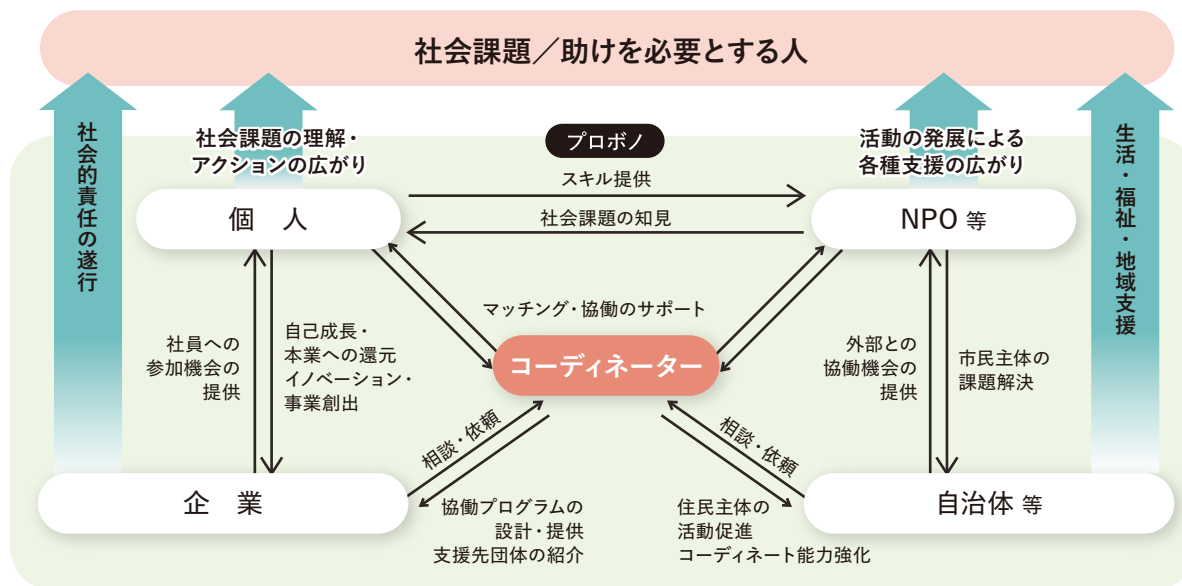 社会課題／助けを必要とする人
社会的責任の遂行
社会課題の理解・
アクションの広がり
プロボノ
活動の発展による
各種支援の広がり
生活・福祉・地域支援
スキル提供
個　人
社会課題の知見
NPO 等
マッチング・協働のサポート
コーディネーター
社員への
参加機会の
提供
自己成長・
本業への還元
イノベーション・
事業創出
外部との
協働機会の
提供
市民主体の
課題解決
相談・依頼
相談・依頼
企　業
協働プログラムの
設計・提供
支援先団体の紹介
住民主体の
活動促進
コーディネート能力強化
自治体 等